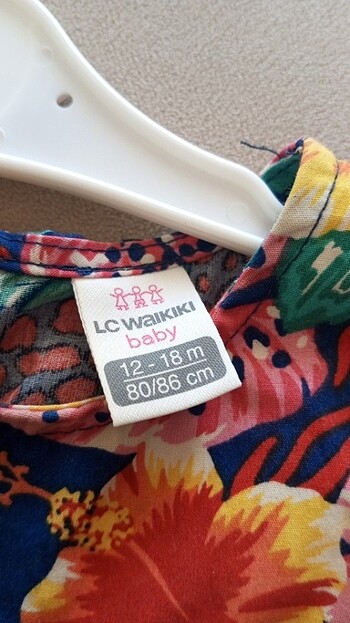 LC WAIKIKI
baby
12 - 18 m
80/86 cm